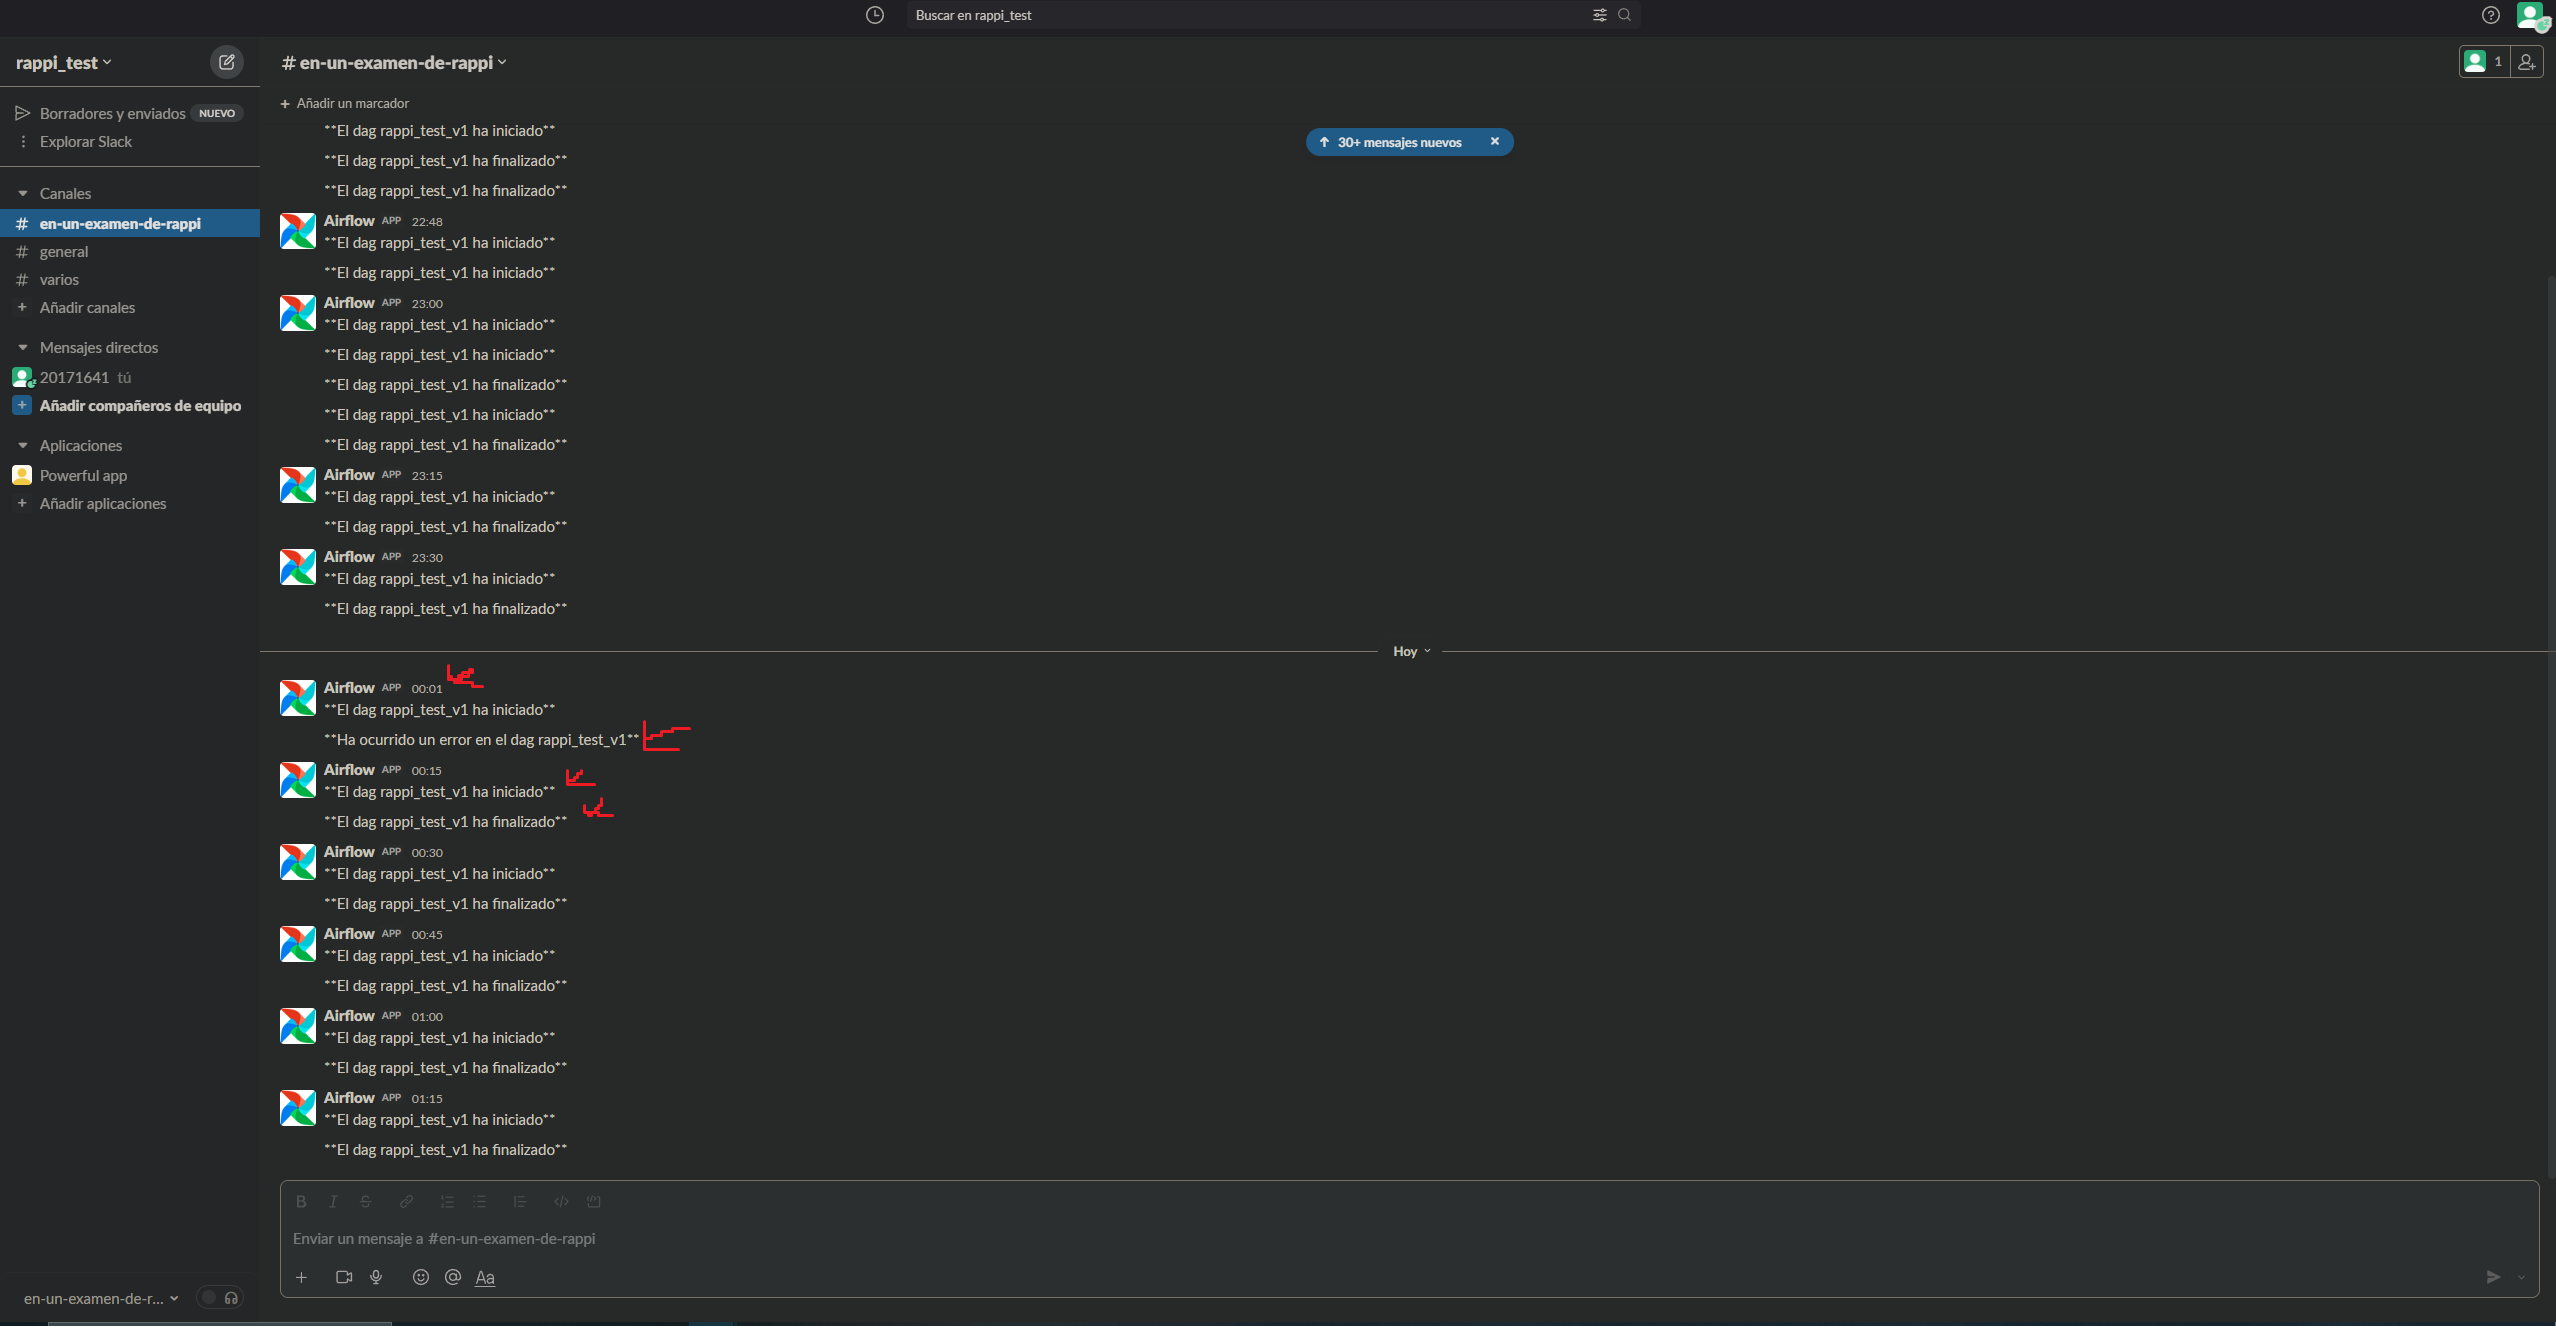 Buscar en rappi_test
rappi_test
Borradores y enviados NUEVO
Explorar Slack
Canales
# en-un-examen-de-rappi
# general
# varios
+ Añadir canales
Mensajes directos
20171641 tú
+ Añadir compañeros de equipo
Aplicaciones
Powerful app
+ Añadir aplicaciones
en-un-examen-de-r...
# en-un-examen-de-rappi
1
+ Añadir un marcador
30+ mensajes nuevos
**El dag rappi_test_v1 ha iniciado**
**El dag rappi_test_v1 ha finalizado**
**El dag rappi_test_v1 ha finalizado**
Airflow APP 22:48
**El dag rappi_test_v1 ha iniciado**
**El dag rappi_test_v1 ha iniciado**
Airflow APP 23:00
**El dag rappi_test_v1 ha iniciado**
**El dag rappi_test_v1 ha iniciado**
**El dag rappi_test_v1 ha finalizado**
**El dag rappi_test_v1 ha iniciado**
**El dag rappi_test_v1 ha finalizado**
Airflow APP 23:15
**El dag rappi_test_v1 ha iniciado**
**El dag rappi_test_v1 ha finalizado**
Airflow APP 23:30
**El dag rappi_test_v1 ha iniciado**
**El dag rappi_test_v1 ha finalizado**
Hoy
Airflow APP 00:01
**El dag rappi_test_v1 ha iniciado**
**Ha ocurrido un error en el dag rappi_test_v1**
Airflow APP 00:15
**El dag rappi_test_v1 ha iniciado**
**El dag rappi_test_v1 ha finalizado**
Airflow APP 00:30
**El dag rappi_test_v1 ha iniciado**
**El dag rappi_test_v1 ha finalizado**
Airflow APP 00:45
**El dag rappi_test_v1 ha iniciado**
**El dag rappi_test_v1 ha finalizado**
Airflow APP 01:00
**El dag rappi_test_v1 ha iniciado**
**El dag rappi_test_v1 ha finalizado**
Airflow APP 01:15
**El dag rappi_test_v1 ha iniciado**
**El dag rappi_test_v1 ha finalizado**
B I S
Enviar un mensaje a #en-un-examen-de-rappi
+ @ Aa